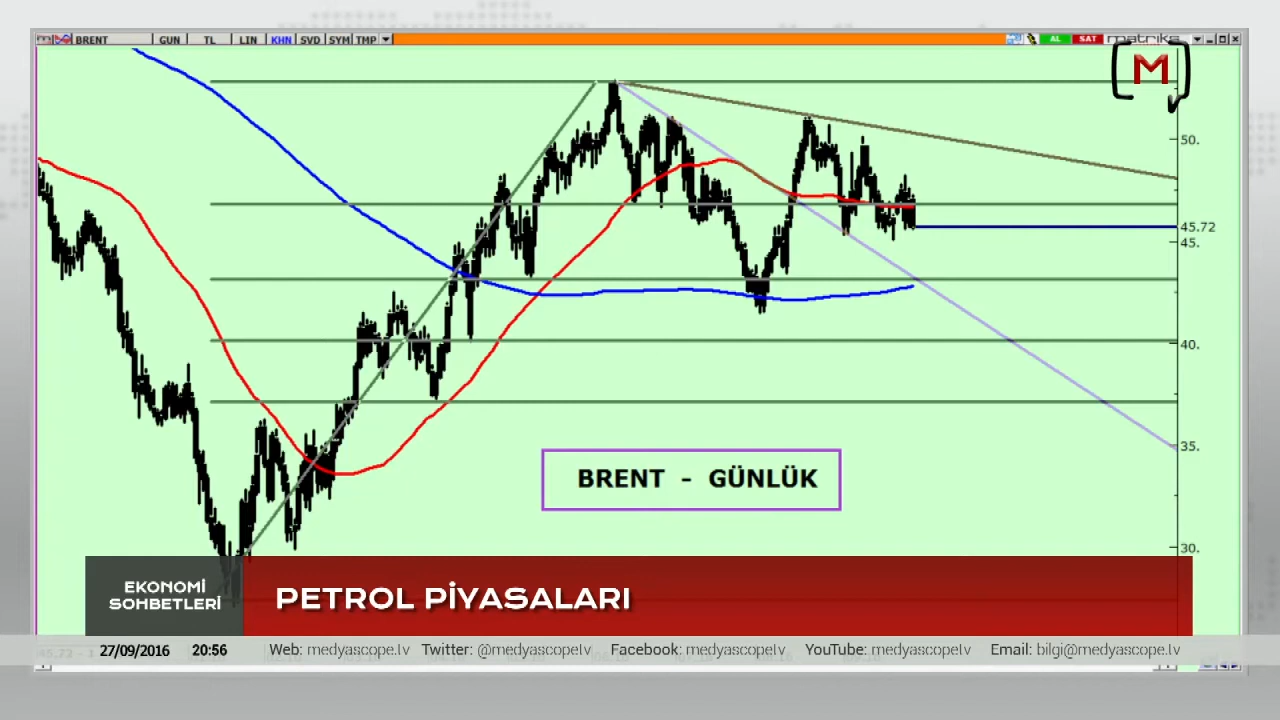 BRENT GUN TL LIN KHN SVD SYM TMP AL SAT matriks
M
50.
45.72
45.
40.
35.
30.
BRENT - GÜNLÜK
EKONOMİ
SOHBETLERİ
PETROL PİYASALARI
27/09/2016 20:56 Web: medyascope.tv Twitter: @medyascopetv Facebook: medyascopetv YouTube: medyascopetv Email: bilgi@medyascope.tv